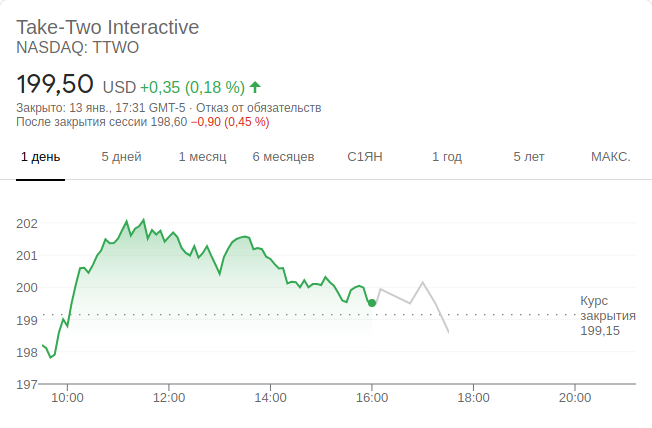 Take-Two Interactive
NASDAQ: TTWO
199,50 USD +0,35 (0,18 %)
Закрыто: 13 янв., 17:31 GMT-5 · Отказ от обязательств
После закрытия сессии 198,60 −0,90 (0,45 %)
1 день 5 дней 1 месяц 6 месяцев С1ЯН 1 год 5 лет МАКС.
202
201
200
199
198
197
Курс
закрытия
199,15
10:00 12:00 14:00 16:00 18:00 20:00